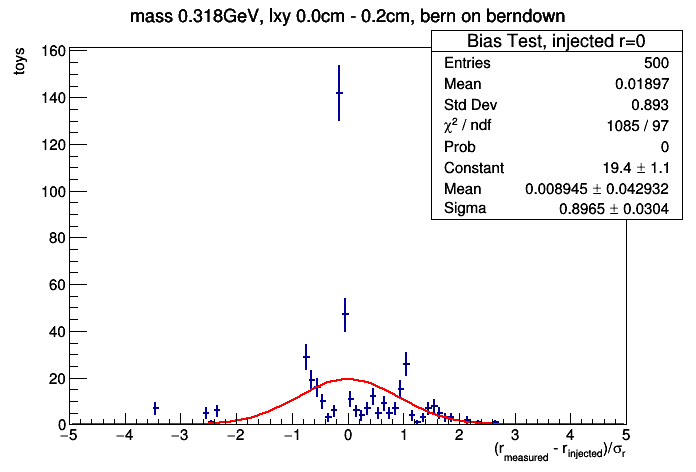 mass 0.318GeV, lxy 0.0cm - 0.2cm, bern on berndown
toys
Bias Test, injected r=0
Entries 500
Mean 0.01897
Std Dev 0.893
χ² / ndf 1085 / 97
Prob 0
Constant 19.4 ± 1.1
Mean 0.008945 ± 0.042932
Sigma 0.8965 ± 0.0304
160
140
120
100
80
60
40
20
0
−5 −4 −3 −2 −1 0 1 2 3 4 5
(r_measured - r_injected)/σ_r